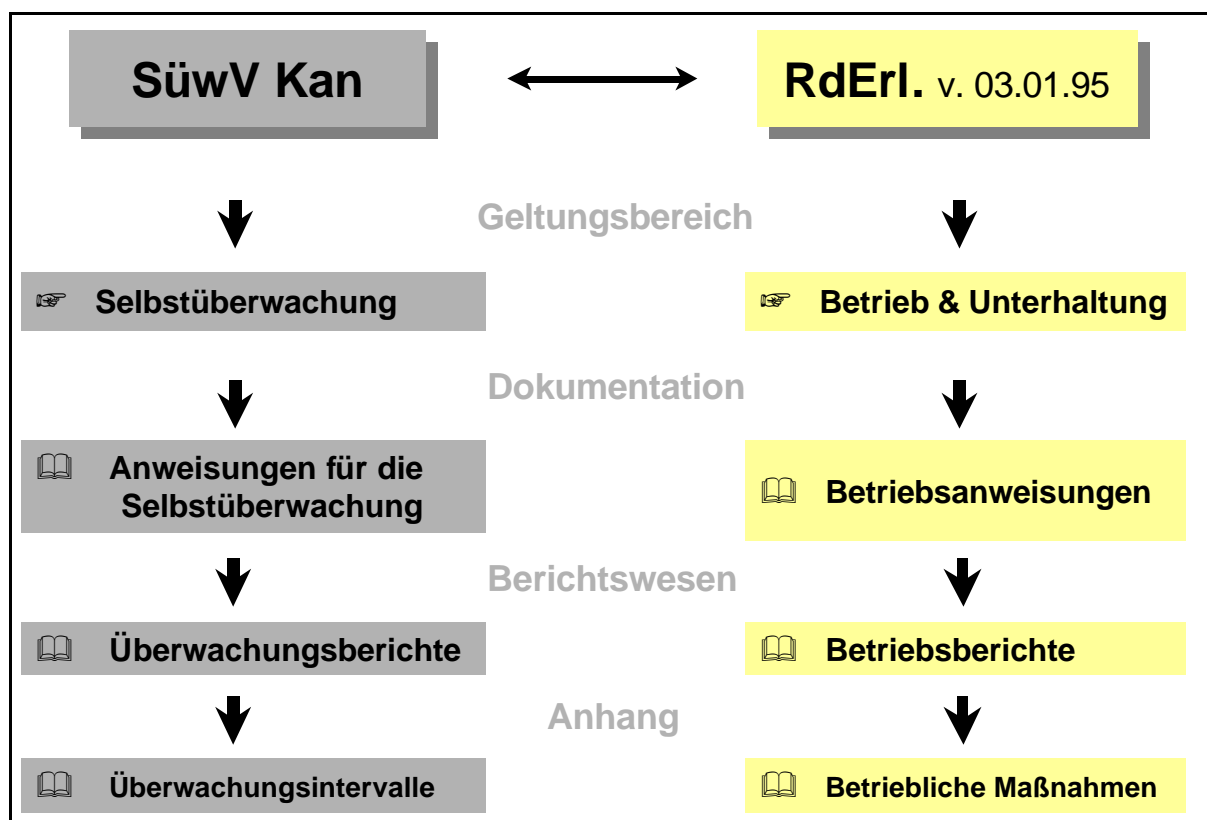 SüwV Kan
RdErl. v. 03.01.95
Geltungsbereich
☞ Selbstüberwachung
☞ Betrieb & Unterhaltung
Dokumentation
Anweisungen für die
Selbstüberwachung
Betriebsanweisungen
Berichtswesen
Überwachungsberichte
Betriebsberichte
Anhang
Überwachungsintervalle
Betriebliche Maßnahmen